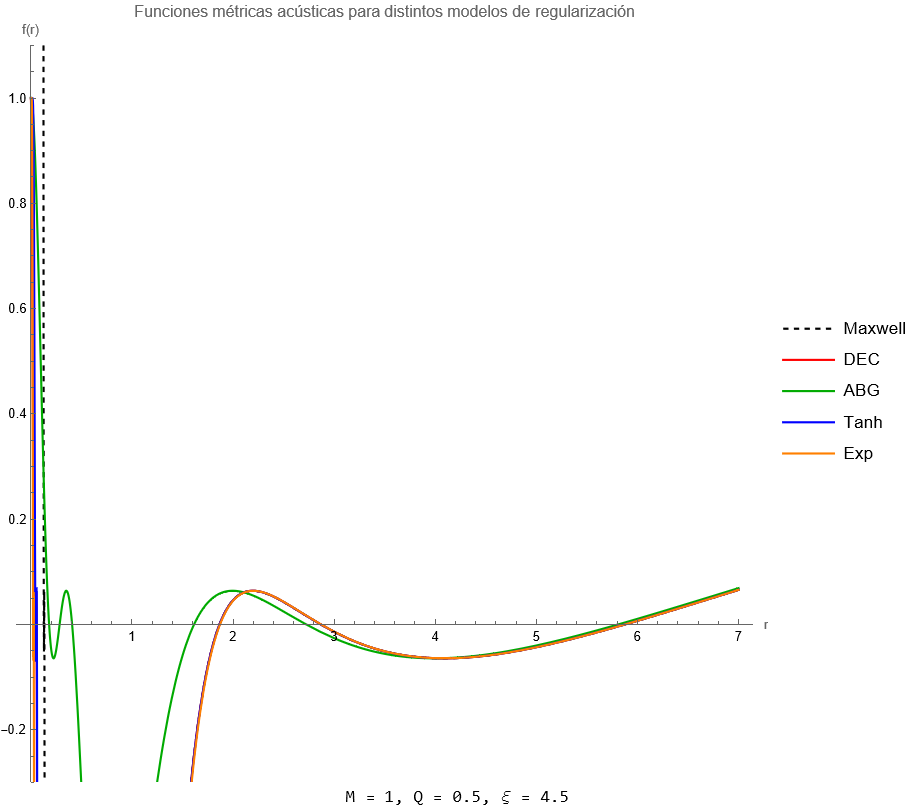 Funciones métricas acústicas para distintos modelos de regularización
f(r)
1.0
0.8
0.6
0.4
0.2
-0.2
1 2 3 4 5 6 7 r
Maxwell
DEC
ABG
Tanh
Exp
M = 1, Q = 0.5, ξ = 4.5